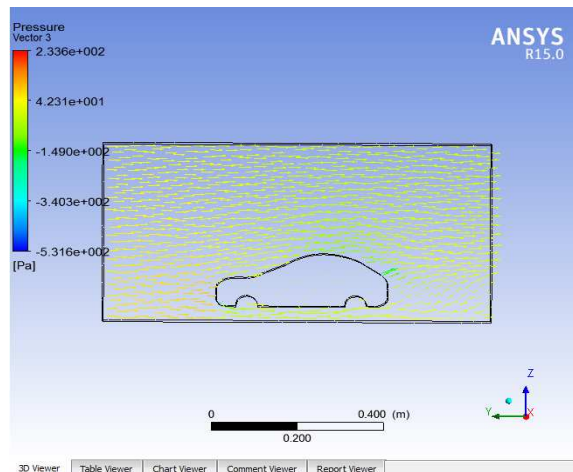 Pressure
Vector 3
2.336e+002
4.231e+001
-1.490e+002
-3.403e+002
-5.316e+002
[Pa]
ANSYS
R15.0
Z
Y
X
0
0.400 (m)
0.200
3D Viewer
Table Viewer
Chart Viewer
Comment Viewer
Report Viewer